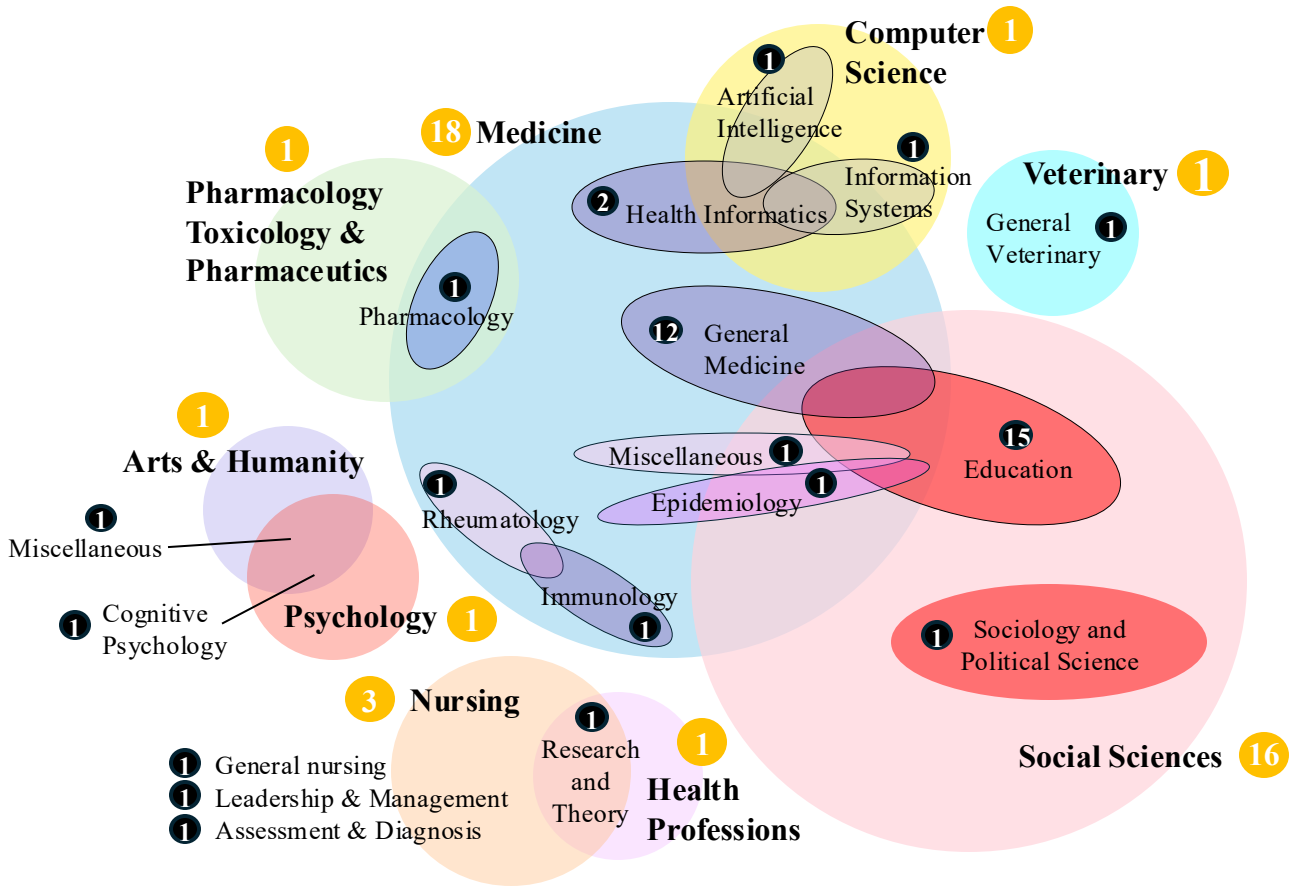 Computer 1
Science
1
Artificial
Intelligence
18 Medicine
1
Pharmacology
Toxicology &
Pharmaceutics
1
Information
Systems
2
Health Informatics
Veterinary 1
General
Veterinary
1
1
Pharmacology
12
General
Medicine
1
Arts & Humanity
15
Education
Miscellaneous 1
Epidemiology 1
1
Rheumatology
1
Miscellaneous
Immunology
1
1
Cognitive
Psychology
Psychology 1
1
Sociology and
Political Science
3 Nursing
1
Research
and
Theory
1
Health
Professions
Social Sciences 16
1 General nursing
1 Leadership & Management
1 Assessment & Diagnosis